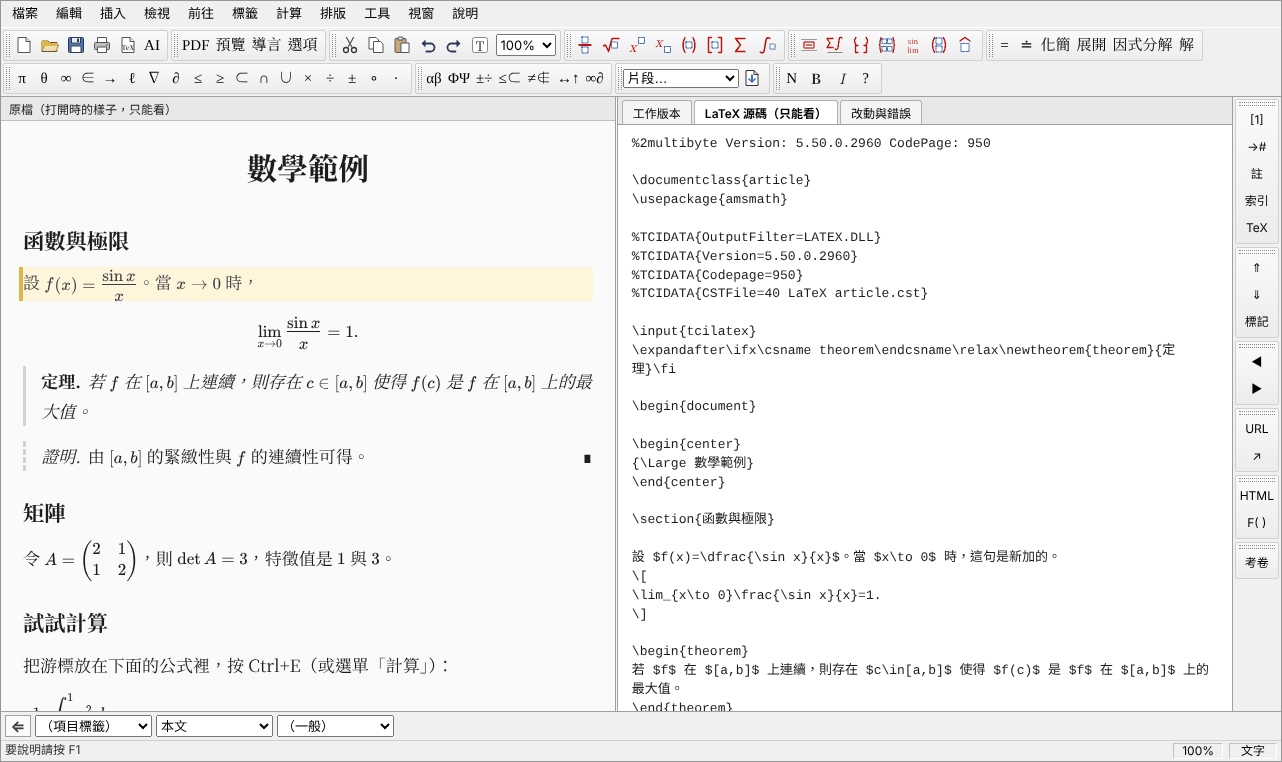 檔案 編輯 插入 檢視 前往 標籤 計算 排版 工具 視窗 說明
AI PDF 預覽 導言 選項 T 100% = ≐ 化簡 展開 因式分解 解
π θ ∞ ∈ → ℓ ∇ ∂ ≤ ≥ ⊂ ∩ ∪ × ÷ ± ∘ · αβ ΦΨ ±÷ ≤⊂ ≠∉ ↔↑ ∞∂ 片段… N B I ?
原檔（打開時的樣子，只能看）
數學範例
函數與極限
設 f(x) = sin x / x。當 x → 0 時，
lim x→0 sin x / x = 1.
定理. 若 f 在 [a, b] 上連續，則存在 c ∈ [a, b] 使得 f(c) 是 f 在 [a, b] 上的最
大值。
證明. 由 [a, b] 的緊緻性與 f 的連續性可得。 ∎
矩陣
令 A = (2 1 / 1 2)，則 det A = 3，特徵值是 1 與 3。
試試計算
把游標放在下面的公式裡，按 Ctrl+E（或選單「計算」）：
工作版本 LaTeX 源碼（只能看） 改動與錯誤
%2multibyte Version: 5.50.0.2960 CodePage: 950
\documentclass{article}
\usepackage{amsmath}
%TCIDATA{OutputFilter=LATEX.DLL}
%TCIDATA{Version=5.50.0.2960}
%TCIDATA{Codepage=950}
%TCIDATA{CSTFile=40 LaTeX article.cst}
\input{tcilatex}
\expandafter\ifx\csname theorem\endcsname\relax\newtheorem{theorem}{定
理}\fi
\begin{document}
\begin{center}
{\Large 數學範例}
\end{center}
\section{函數與極限}
設 $f(x)=\dfrac{\sin x}{x}$。當 $x\to 0$ 時，這句是新加的。
\[
\lim_{x\to 0}\frac{\sin x}{x}=1.
\]
\begin{theorem}
若 $f$ 在 $[a,b]$ 上連續，則存在 $c\in[a,b]$ 使得 $f(c)$ 是 $f$ 在 $[a,b]$ 上的
最大值。
\end{theorem}
[1]
→#
註
索引
TeX
⇑
⇓
標記
◀
▶
URL
↗
HTML
F( )
考卷
（項目標籤） 本文 （一般）
要說明請按 F1 100% 文字